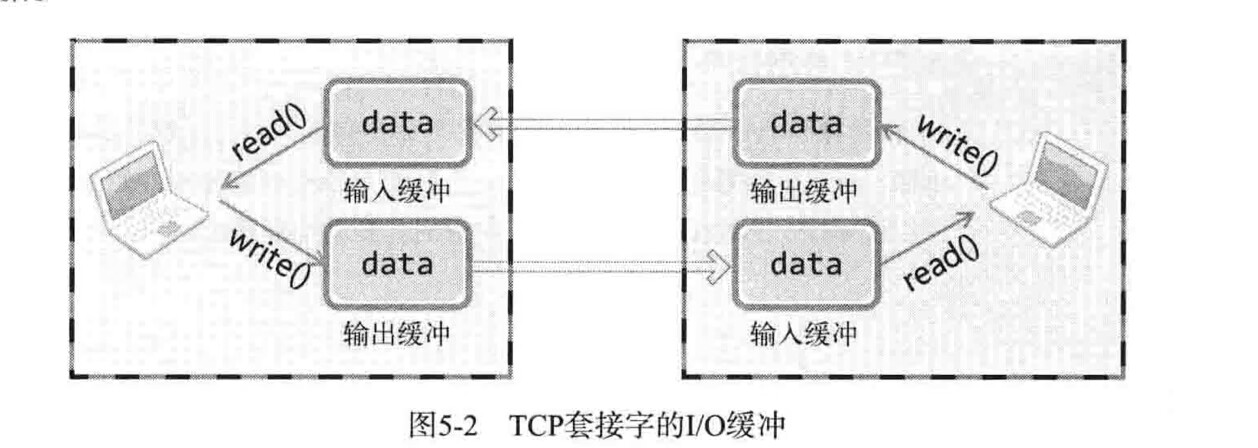 read()
data
data
write()
输入缓冲
输出缓冲
write()
data
data
read()
输出缓冲
输入缓冲
图5-2 TCP套接字的I/O缓冲